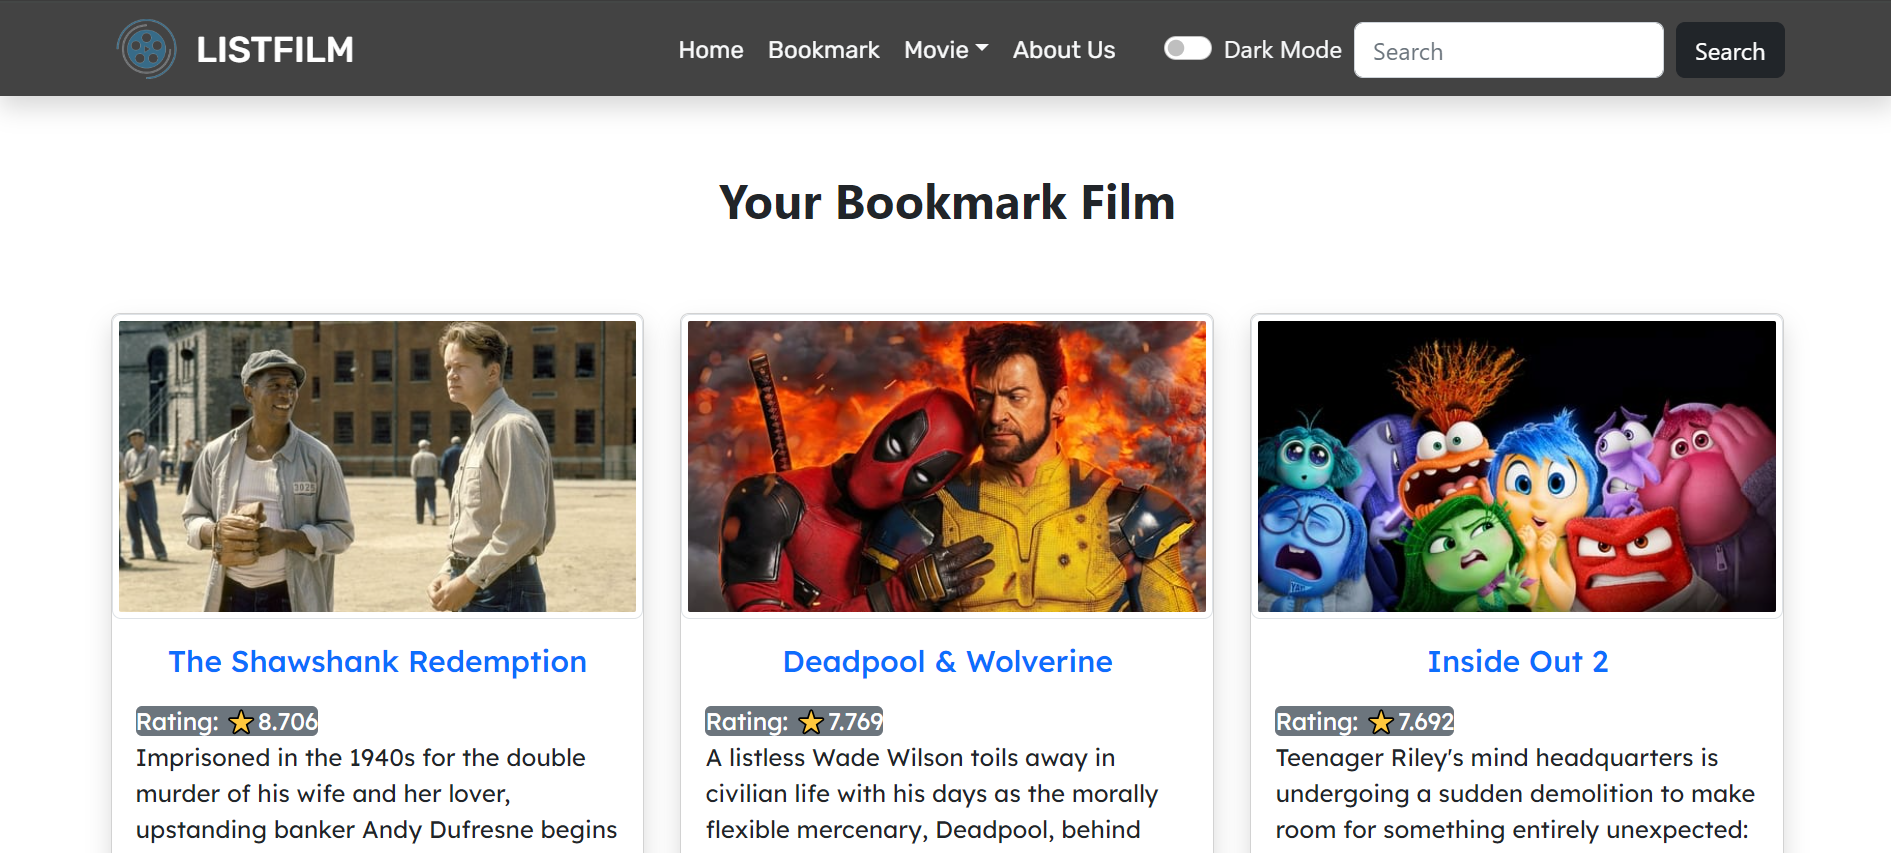 LISTFILM Home Bookmark Movie About Us Dark Mode Search Search
Your Bookmark Film
3025
The Shawshank Redemption
Rating: ⭐8.706
Imprisoned in the 1940s for the double
murder of his wife and her lover,
upstanding banker Andy Dufresne begins
Deadpool & Wolverine
Rating: ⭐7.769
A listless Wade Wilson toils away in
civilian life with his days as the morally
flexible mercenary, Deadpool, behind
Inside Out 2
Rating: ⭐7.692
Teenager Riley's mind headquarters is
undergoing a sudden demolition to make
room for something entirely unexpected: